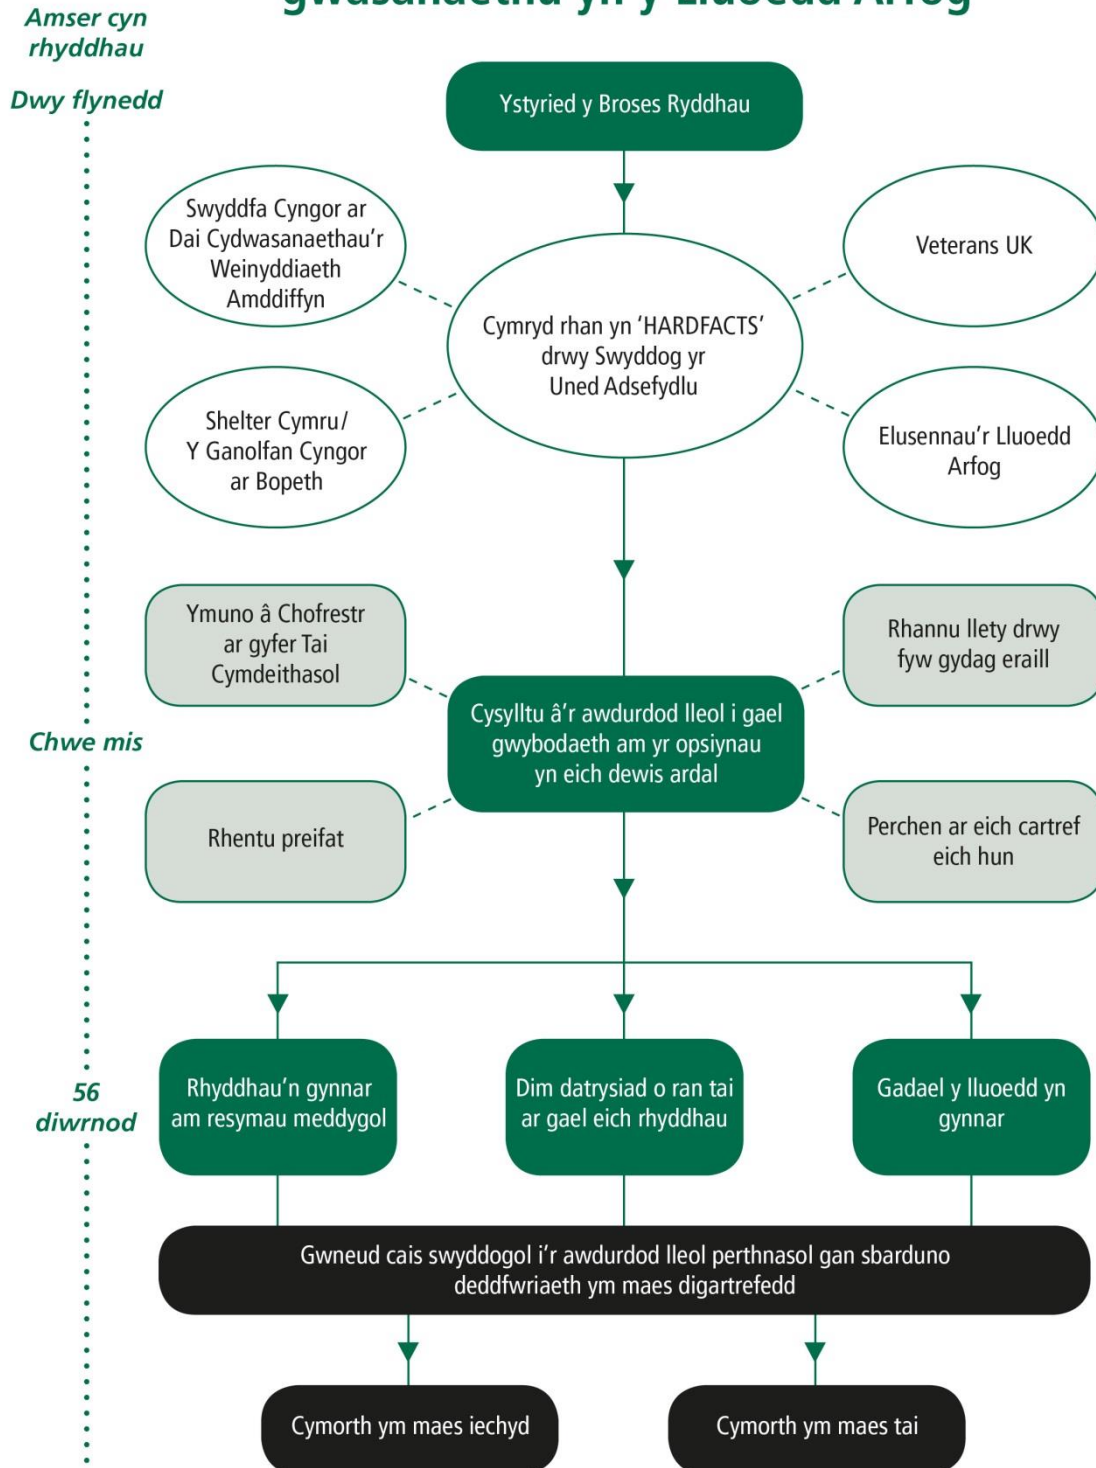 gwasanaethu yn y Lluoedd Arfog
Amser cyn
rhyddhau
Dwy flynedd
Ystyried y Broses Ryddhau
Swyddfa Cyngor ar
Dai Cydwasanaethau'r
Weinyddiaeth
Amddiffyn
Veterans UK
Cymryd rhan yn ‘HARDFACTS’
drwy Swyddog yr
Uned Adsefydlu
Shelter Cymru/
Y Ganolfan Cyngor
ar Bopeth
Elusennau'r Lluoedd
Arfog
Ymuno â Chofrestr
ar gyfer Tai
Cymdeithasol
Rhannu llety drwy
fyw gydag eraill
Chwe mis
Cysylltu â'r awdurdod lleol i gael
gwybodaeth am yr opsiynau
yn eich dewis ardal
Rhentu preifat
Perchen ar eich cartref
eich hun
56
diwrnod
Rhyddhau'n gynnar
am resymau meddygol
Dim datrysiad o ran tai
ar gael eich rhyddhau
Gadael y lluoedd yn
gynnar
Gwneud cais swyddogol i'r awdurdod lleol perthnasol gan sbarduno
deddfwriaeth ym maes digartrefedd
Cymorth ym maes iechyd
Cymorth ym maes tai